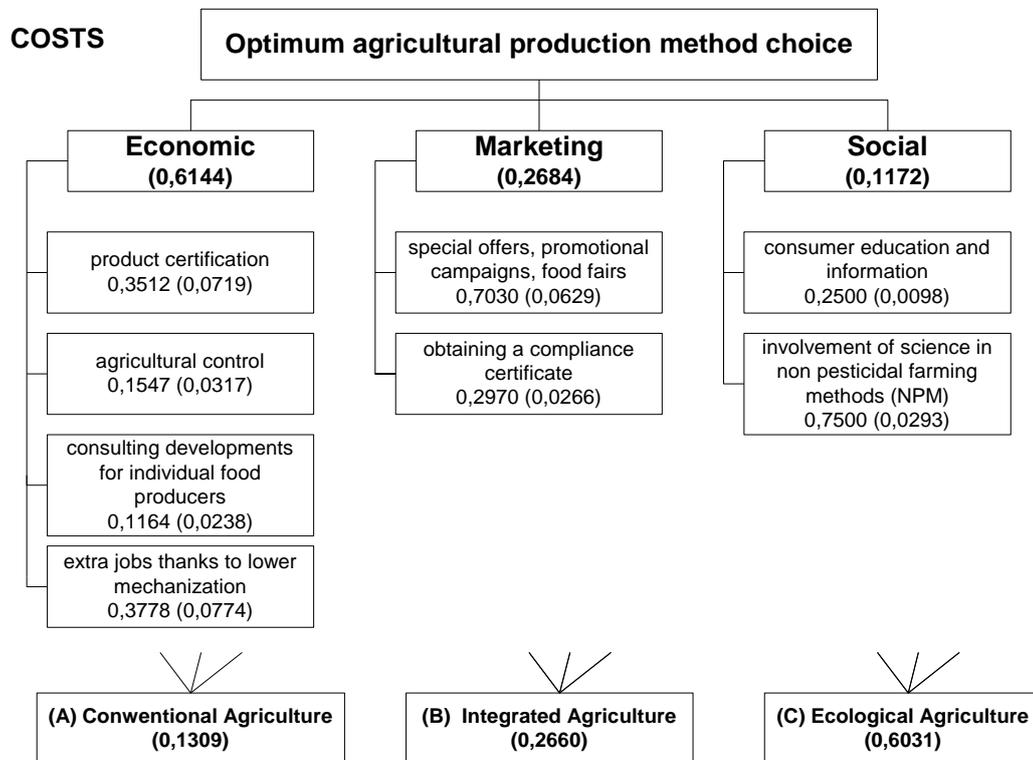 COSTS
Optimum agricultural production method choice
Economic
(0,6144)
Marketing
(0,2684)
Social
(0,1172)
product certification
0,3512 (0,0719)
special offers, promotional
campaigns, food fairs
0,7030 (0,0629)
consumer education and
information
0,2500 (0,0098)
agricultural control
0,1547 (0,0317)
obtaining a compliance
certificate
0,2970 (0,0266)
involvement of science in
non pesticidal farming
methods (NPM)
0,7500 (0,0293)
consulting developments
for individual food
producers
0,1164 (0,0238)
extra jobs thanks to lower
mechanization
0,3778 (0,0774)
(A) Conwentional Agriculture
(0,1309)
(B) Integrated Agriculture
(0,2660)
(C) Ecological Agriculture
(0,6031)